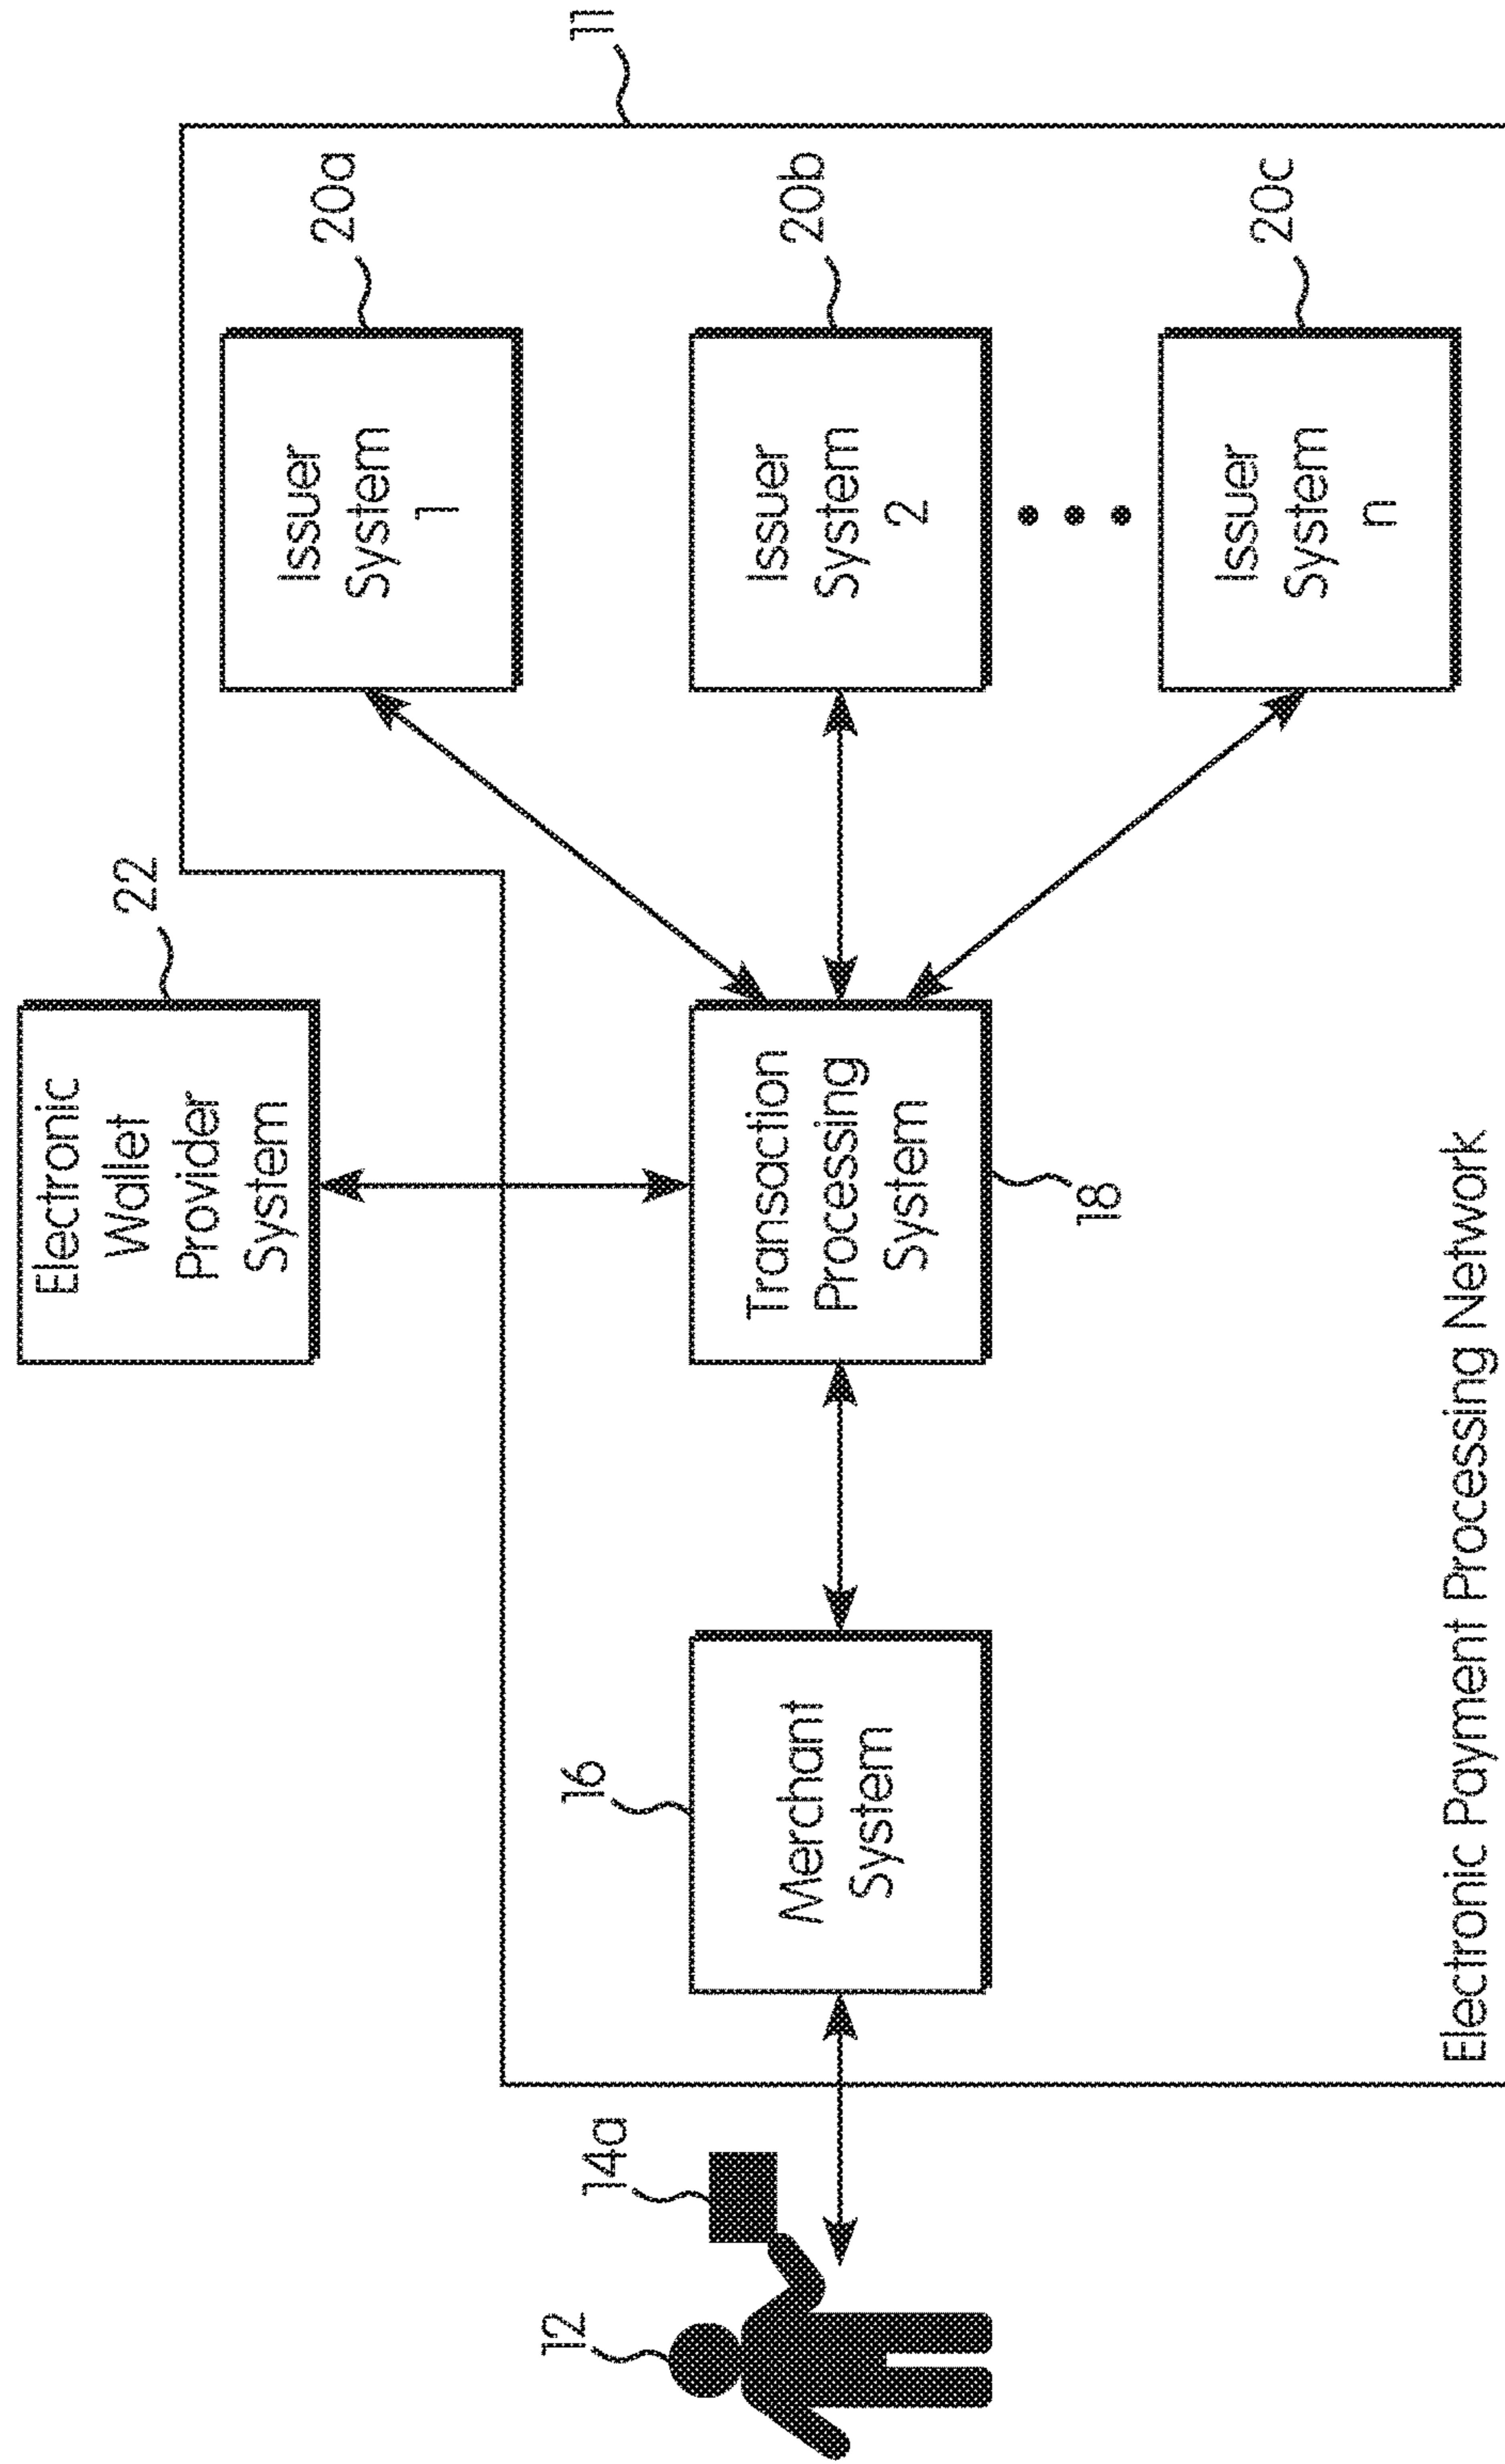 Electronic
Wallet
Provider
System
22
11
12
14a
16
Merchant
System
Transaction
Processing
System
18
Issuer
System
1
20a
Issuer
System
2
20b
Issuer
System
n
20c
Electronic Payment Processing Network